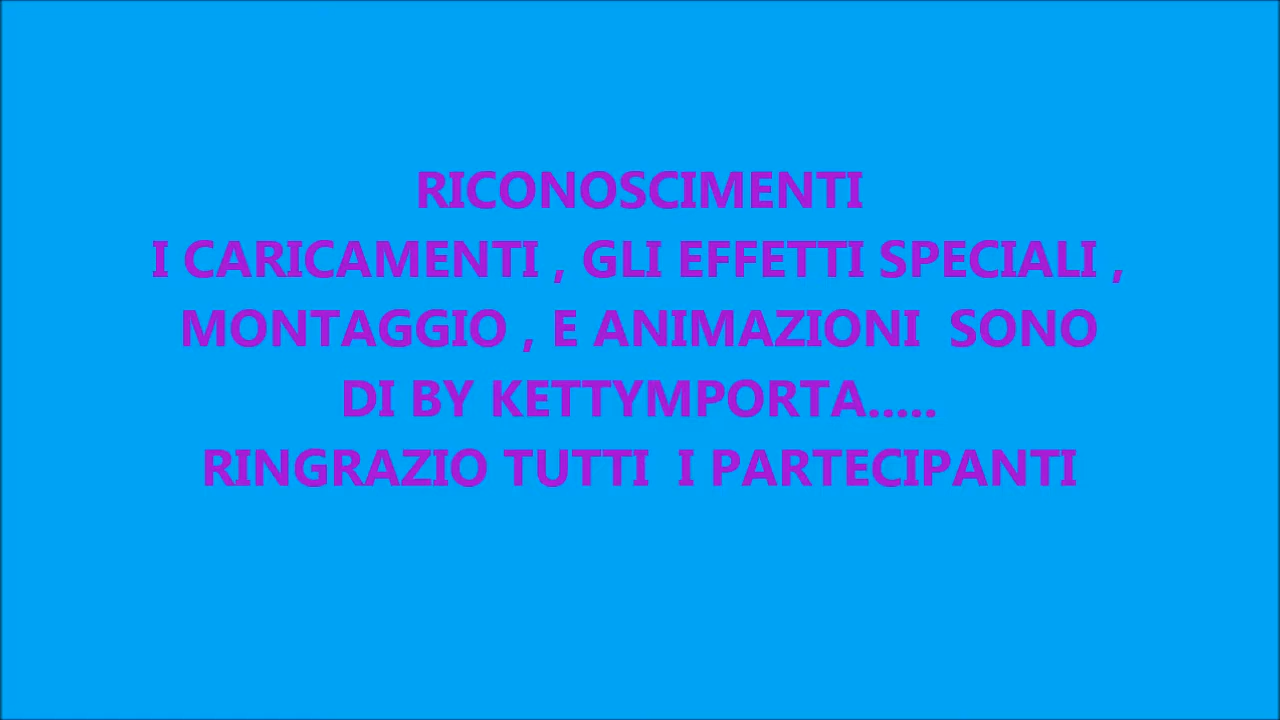 RICONOSCIMENTI
I CARICAMENTI , GLI EFFETTI SPECIALI ,
MONTAGGIO , E ANIMAZIONI  SONO
DI BY KETTYMPORTA.....
RINGRAZIO TUTTI  I PARTECIPANTI